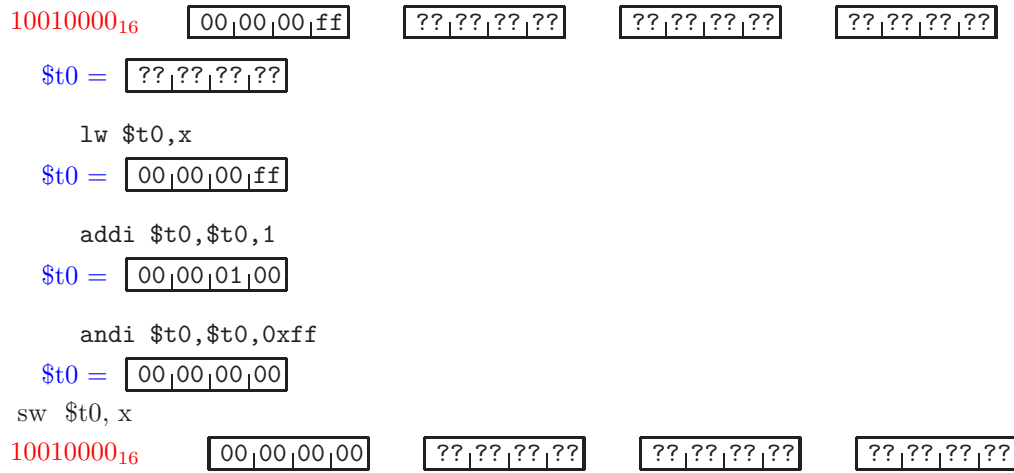 10010000₁₆ 00 00 00 ff ?? ?? ?? ?? ?? ?? ?? ?? ?? ?? ?? ??
$t0 = ?? ?? ?? ??
lw $t0,x
$t0 = 00 00 00 ff
addi $t0,$t0,1
$t0 = 00 00 01 00
andi $t0,$t0,0xff
$t0 = 00 00 00 00
sw $t0, x
10010000₁₆ 00 00 00 00 ?? ?? ?? ?? ?? ?? ?? ?? ?? ?? ?? ??